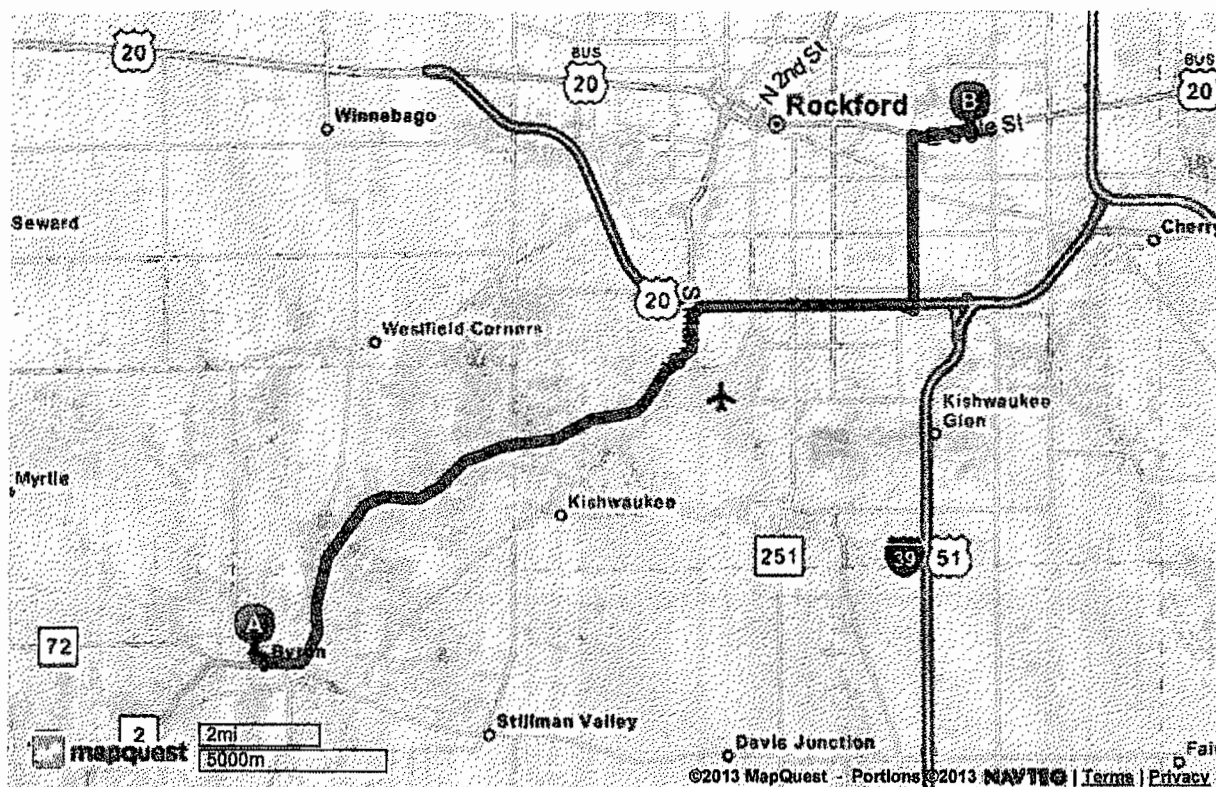 20
BUS
20
N 2nd St
Rockford
B
BUS
20
Winnebago
Seward
Cherry
20
Westfield Corners
Kishwaukee
Glen
Myrtle
Kishwaukee
251
39
51
A
72
Byron
2
Stillman Valley
Davis Junction
mapquest
2mi
5000m
©2013 MapQuest - Portions ©2013 NAVTEQ | Terms | Privacy